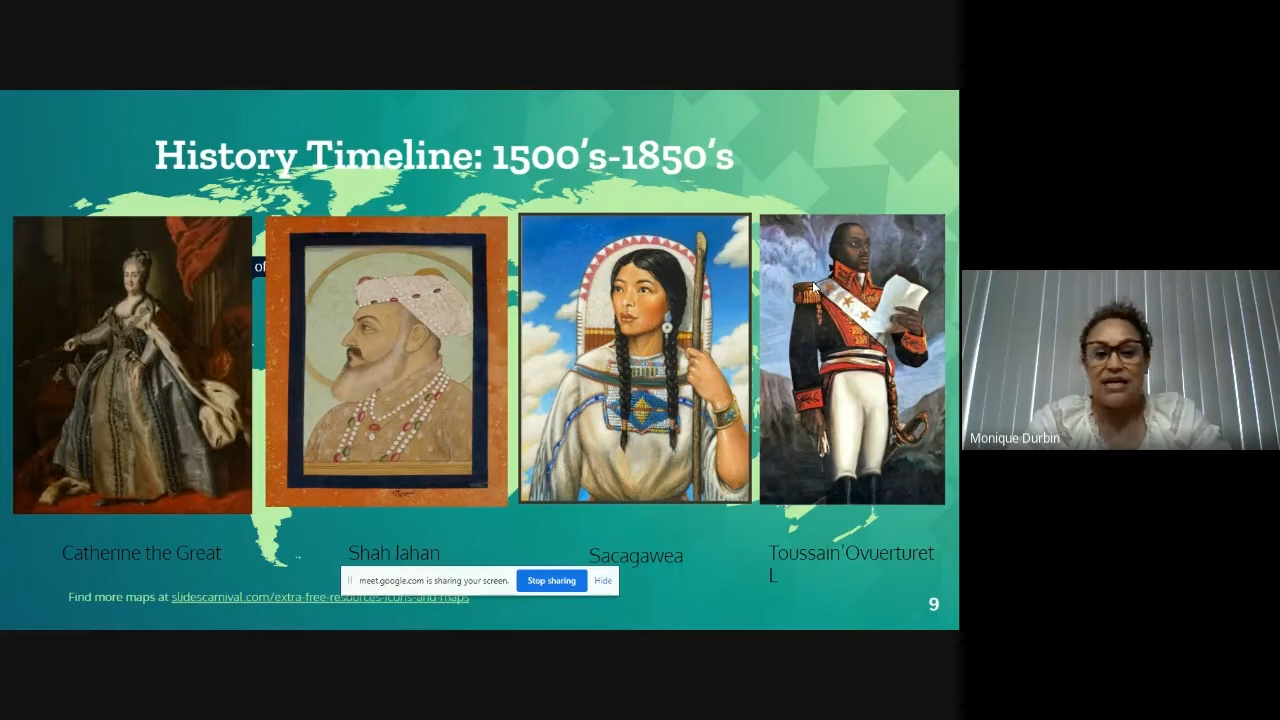 History Timeline: 1500's-1850's
of
Catherine the Great
Shah Jahan
Sacagawea
Toussain'Ovuerturet
L
meet.google.com is sharing your screen.
Stop sharing
Hide
Find more maps at slidescarnival.com/extra-free-resources-icons-and-maps
9
Monique Durbin